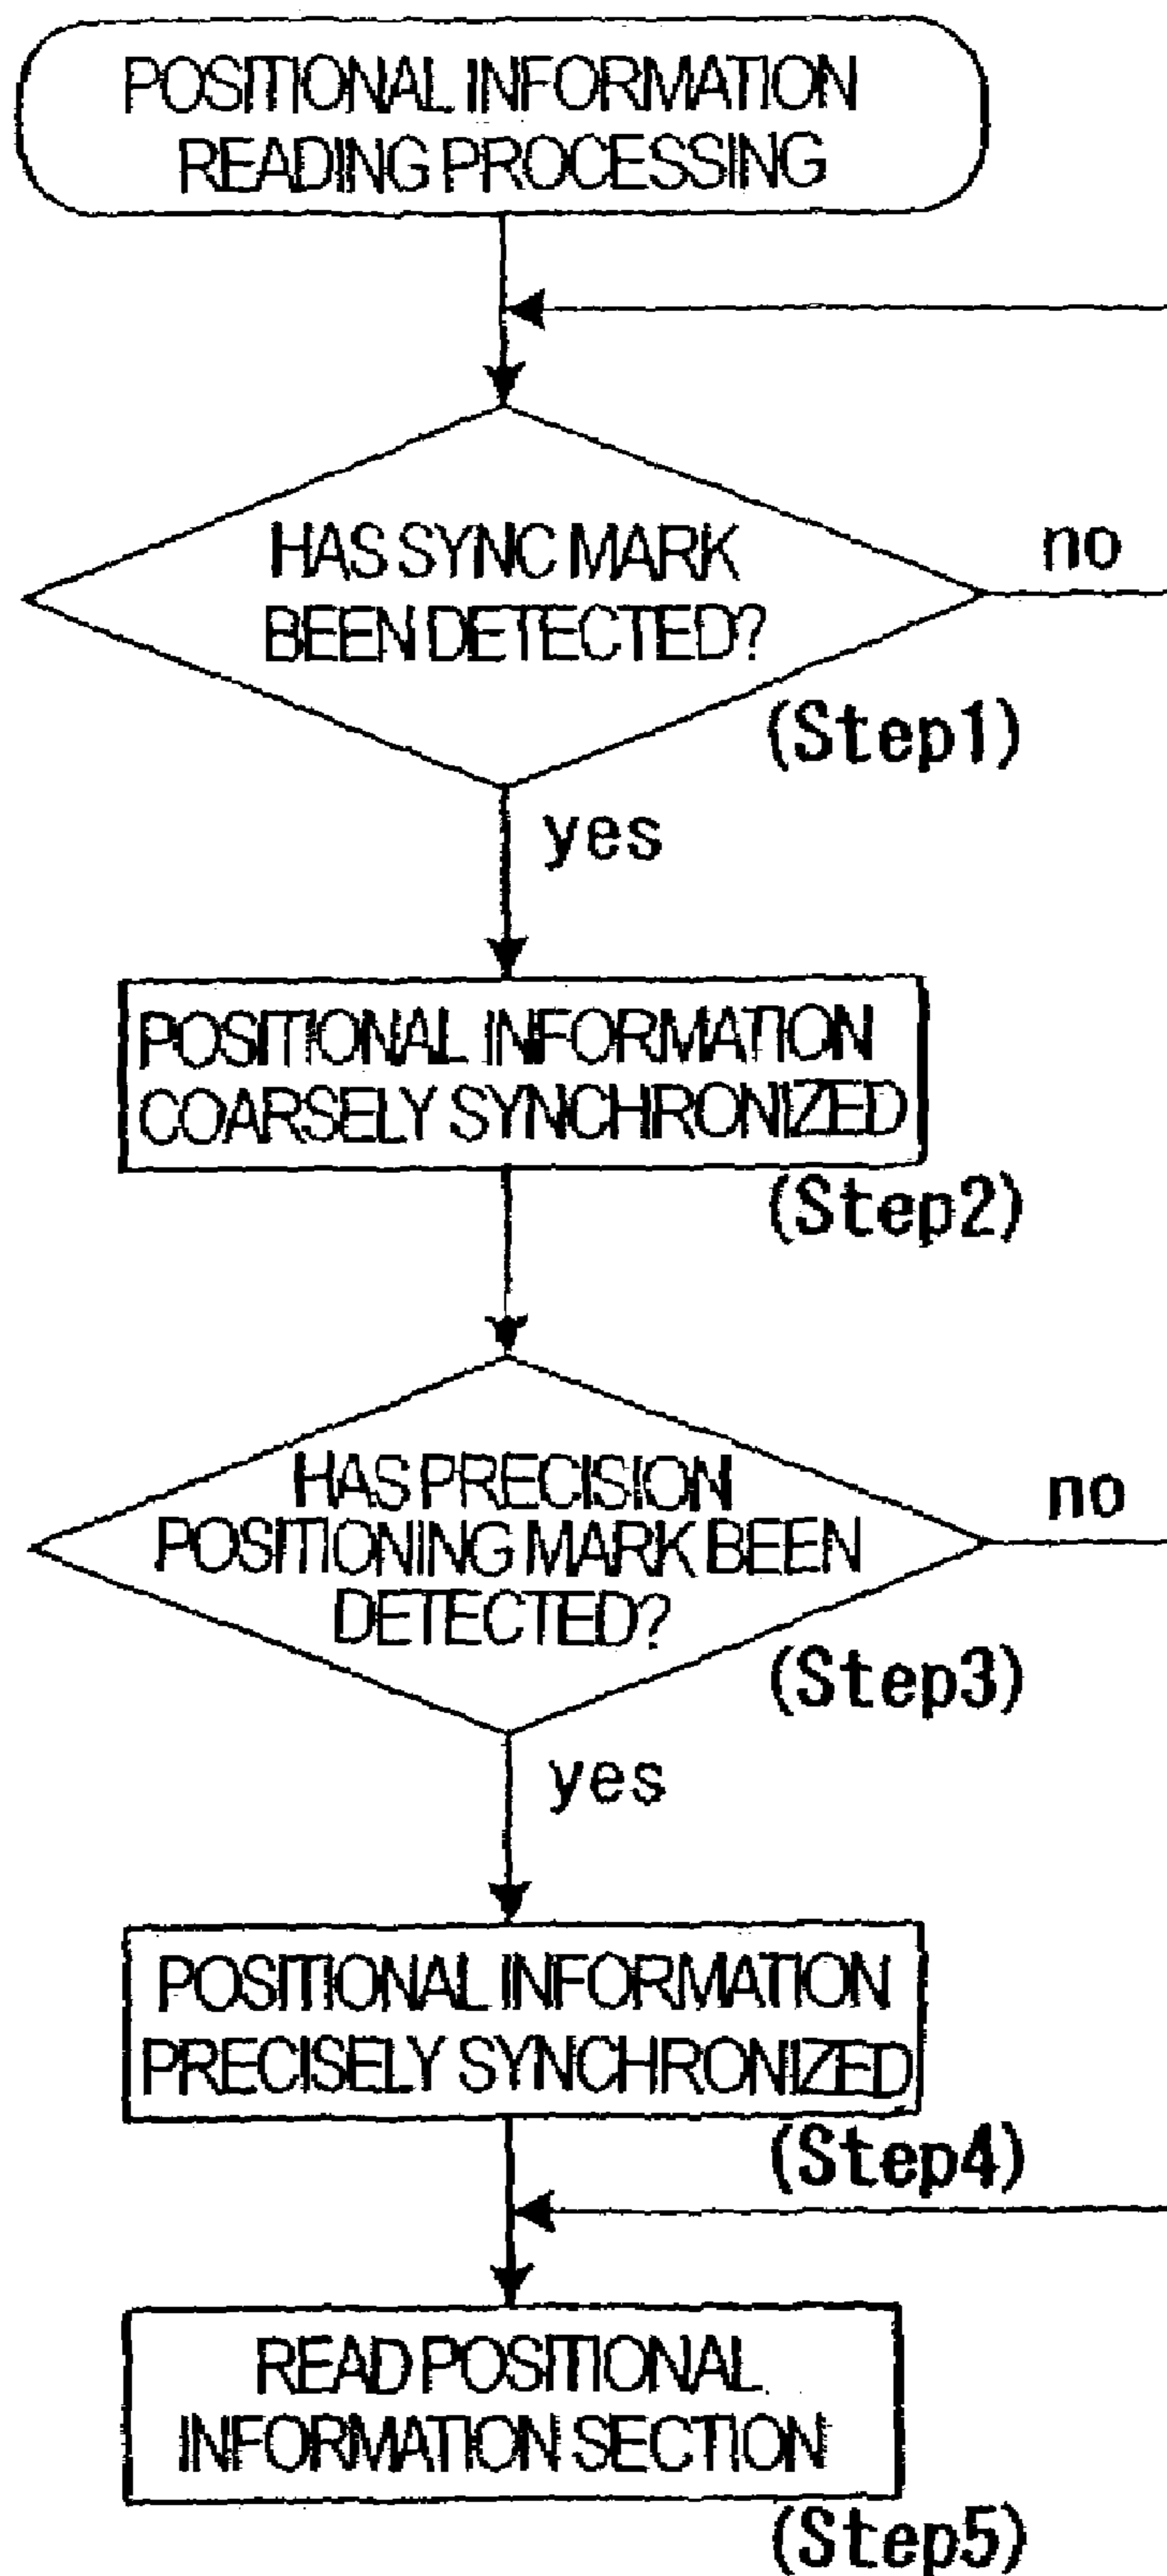 POSITIONAL INFORMATION
READING PROCESSING
HAS SYNC MARK
BEEN DETECTED?
no
(Step1)
yes
POSITIONAL INFORMATION
COARSELY SYNCHRONIZED
(Step2)
HAS PRECISION
POSITIONING MARK BEEN
DETECTED?
no
(Step3)
yes
POSITIONAL INFORMATION
PRECISELY SYNCHRONIZED
(Step4)
READ POSITIONAL
INFORMATION SECTION
(Step5)